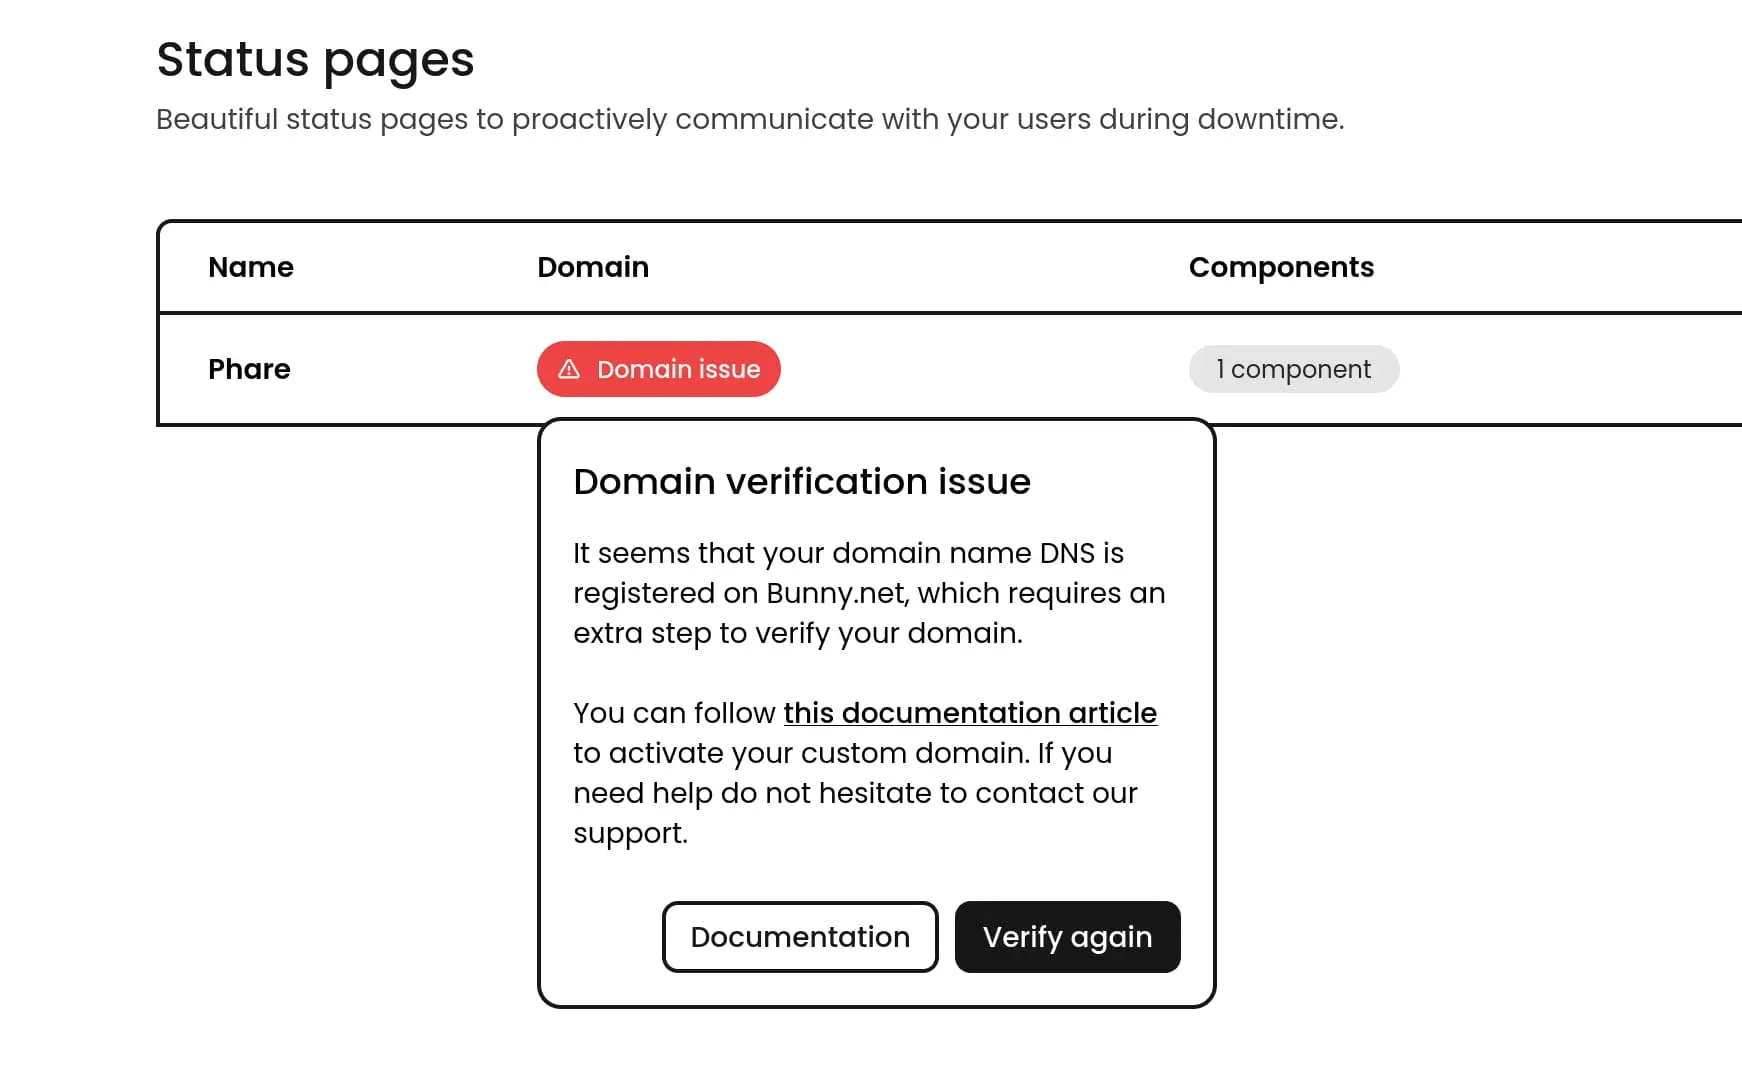 Status pages
Beautiful status pages to proactively communicate with your users during downtime.
Name Domain Components
Phare Domain issue 1 component
Domain verification issue
It seems that your domain name DNS is
registered on Bunny.net, which requires an
extra step to verify your domain.
You can follow this documentation article
to activate your custom domain. If you
need help do not hesitate to contact our
support.
Documentation Verify again